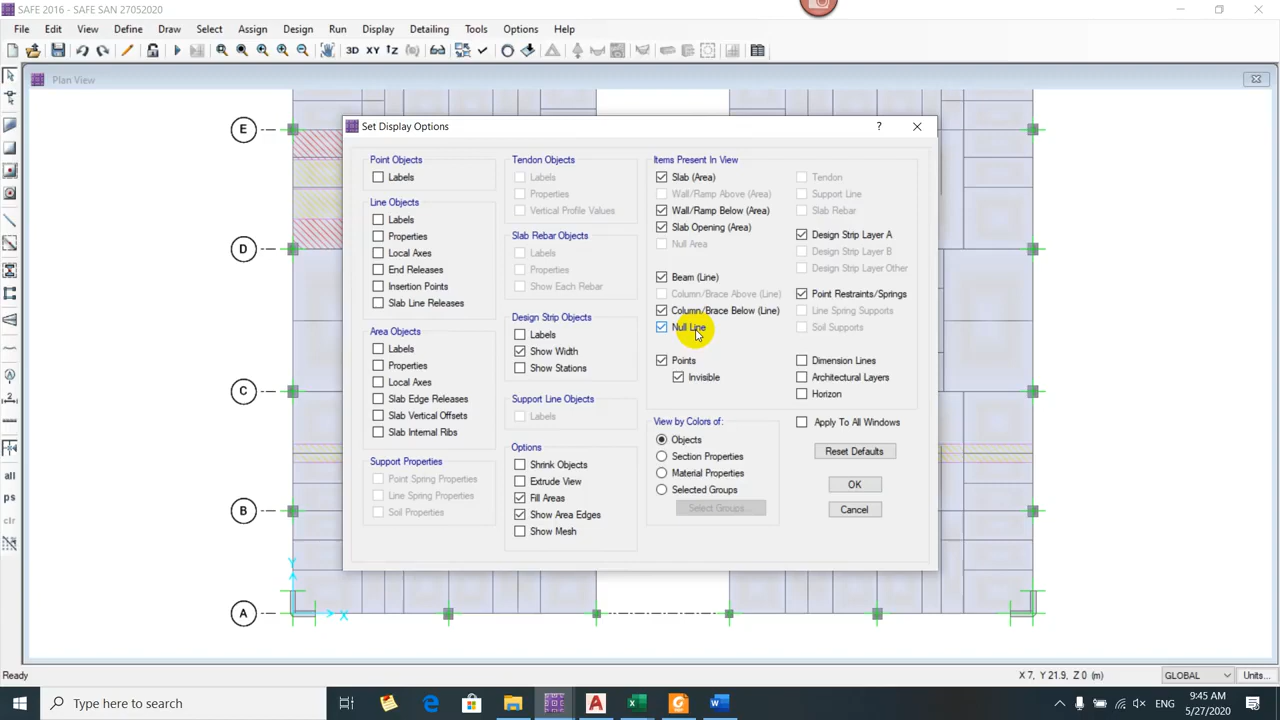 SAFE 2016 - SAFE SAN 27052020
File Edit View Define Draw Select Assign Design Run Display Detailing Tools Options Help
3D XY
Plan View
Set Display Options
?
Point Objects
Labels
Line Objects
Labels
Properties
Local Axes
End Releases
Insertion Points
Slab Line Releases
Area Objects
Labels
Properties
Local Axes
Slab Edge Releases
Slab Vertical Offsets
Slab Internal Ribs
Support Properties
Point Spring Properties
Line Spring Properties
Soil Properties
Tendon Objects
Labels
Properties
Vertical Profile Values
Slab Rebar Objects
Labels
Properties
Show Each Rebar
Design Strip Objects
Labels
Show Width
Show Stations
Support Line Objects
Labels
Options
Shrink Objects
Extrude View
Fill Areas
Show Area Edges
Show Mesh
Items Present In View
Slab (Area)
Wall/Ramp Above (Area)
Wall/Ramp Below (Area)
Slab Opening (Area)
Null Area
Beam (Line)
Column/Brace Above (Line)
Column/Brace Below (Line)
Null Line
Points
Invisible
Tendon
Support Line
Slab Rebar
Design Strip Layer A
Design Strip Layer B
Design Strip Layer Other
Point Restraints/Springs
Line Spring Supports
Soil Supports
Dimension Lines
Architectural Layers
Horizon
View by Colors of:
Objects
Section Properties
Material Properties
Selected Groups
Select Groups...
Apply To All Windows
Reset Defaults
OK
Cancel
E
D
C
B
A
Y
X
all
ps
clr
Ready
X 7, Y 21.9, Z 0 (m)
GLOBAL
Units...
Type here to search
ENG
9:45 AM
5/27/2020